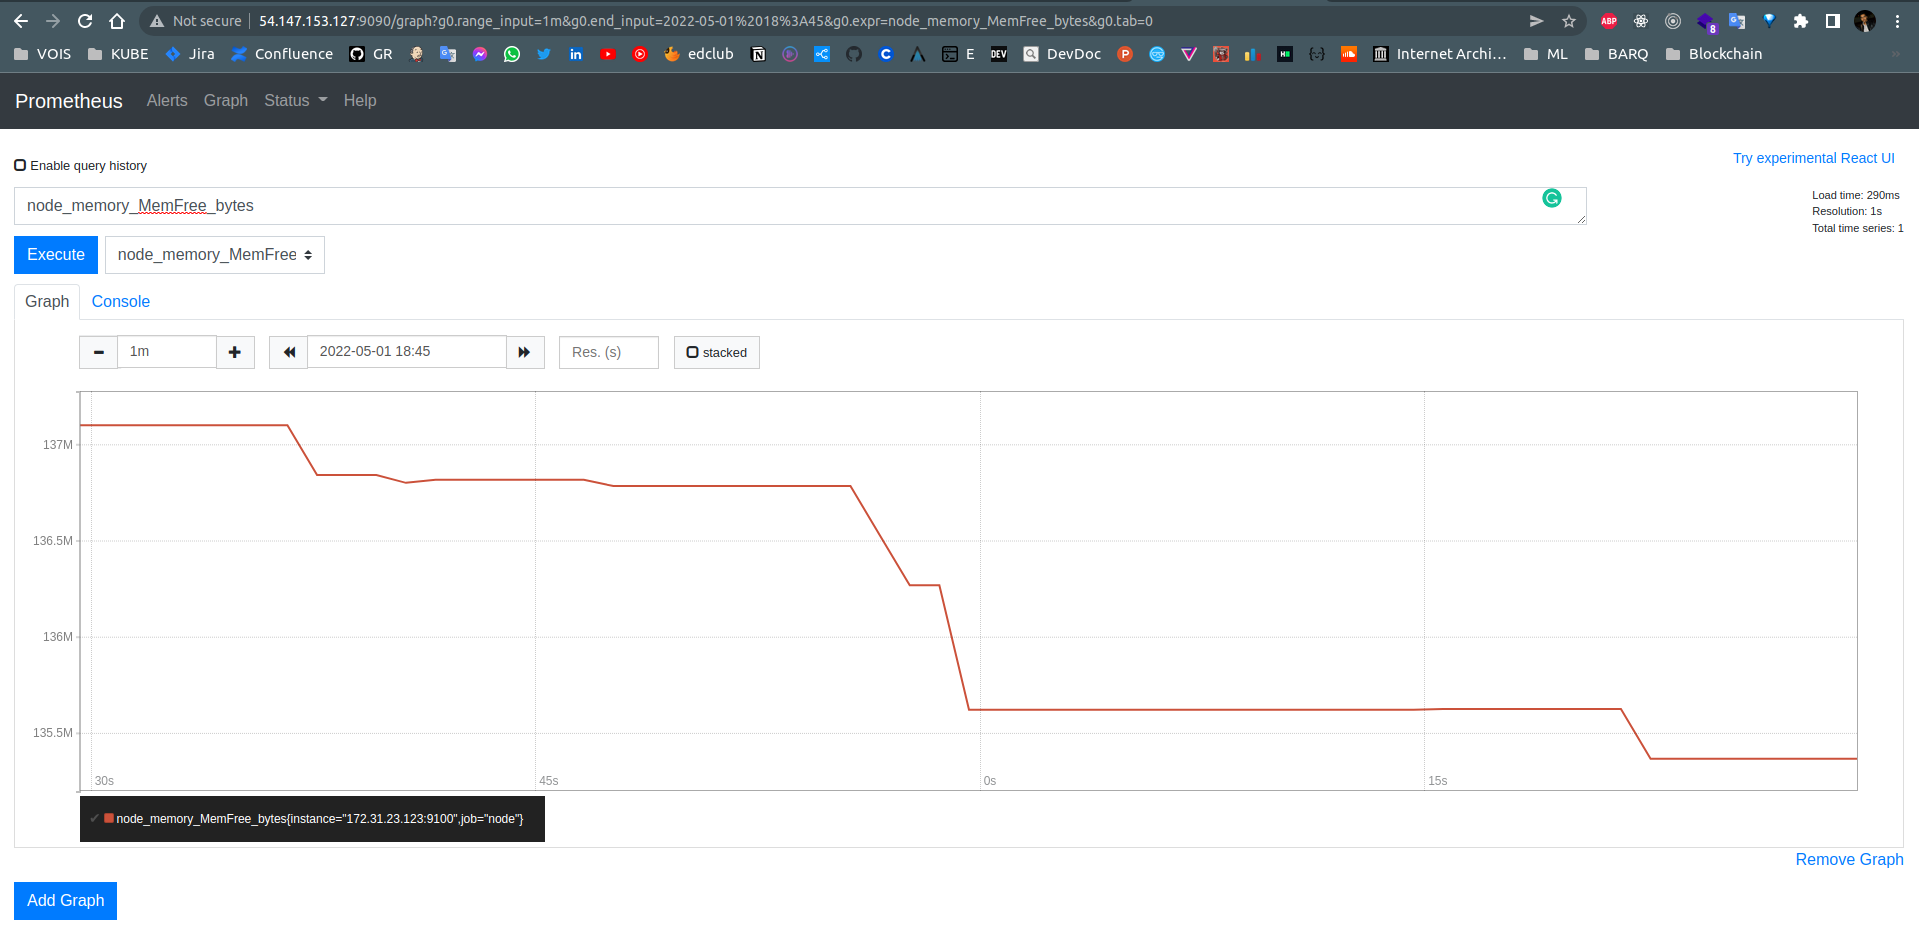 Not secure | 54.147.153.127:9090/graph?g0.range_input=1m&g0.end_input=2022-05-01%2018%3A45&g0.expr=node_memory_MemFree_bytes&g0.tab=0
ABP
8
VOIS KUBE Jira Confluence GR edclub E DEV DevDoc Internet Archi... ML BARQ Blockchain
Prometheus Alerts Graph Status Help
Enable query history
Try experimental React UI
node_memory_MemFree_bytes
Load time: 290ms
Resolution: 1s
Total time series: 1
Execute node_memory_MemFree
Graph Console
1m 2022-05-01 18:45 Res. (s) stacked
137M
136.5M
136M
135.5M
30s 45s 0s 15s
node_memory_MemFree_bytes{instance="172.31.23.123:9100",job="node"}
Remove Graph
Add Graph